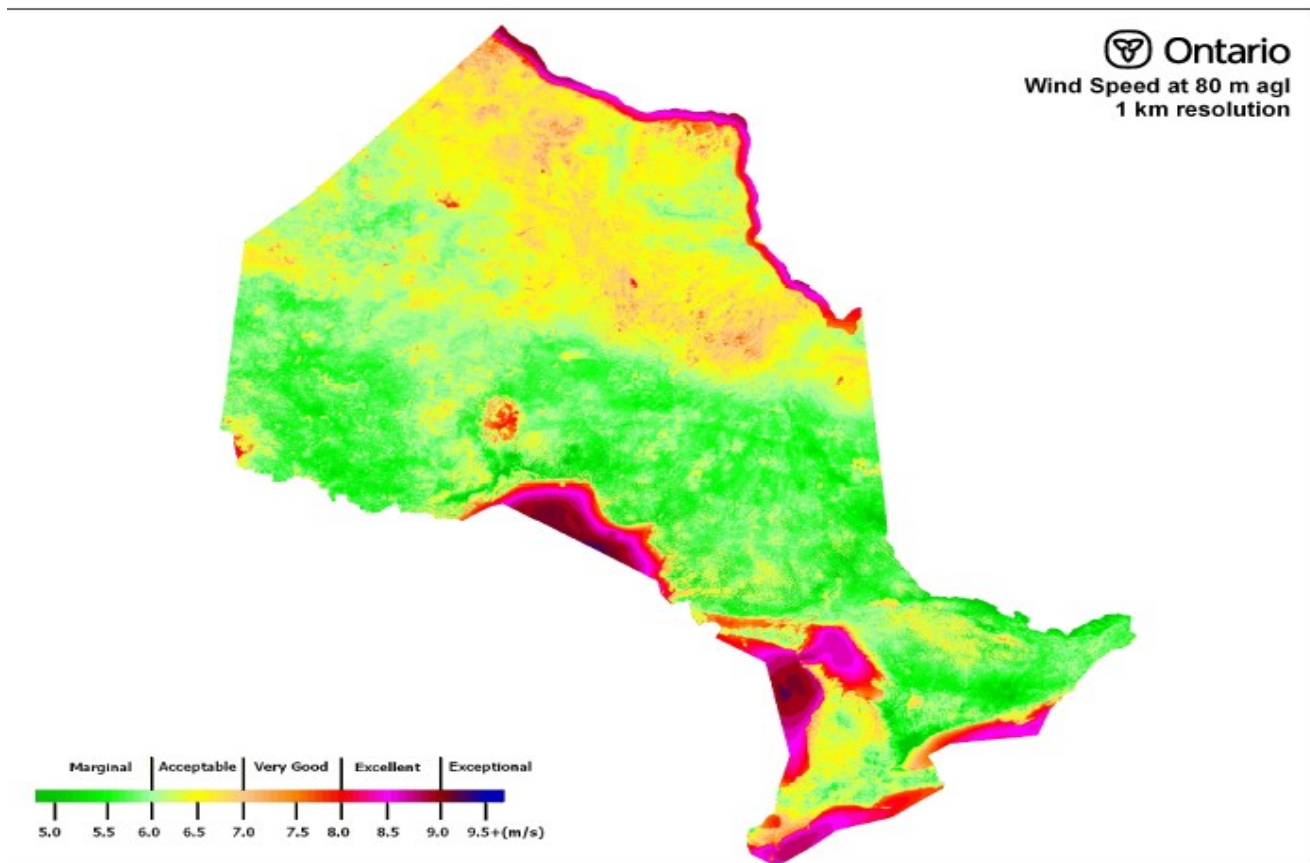 Ontario
Wind Speed at 80 m agl
1 km resolution
Marginal Acceptable Very Good Excellent Exceptional
5.0 5.5 6.0 6.5 7.0 7.5 8.0 8.5 9.0 9.5+(m/s)